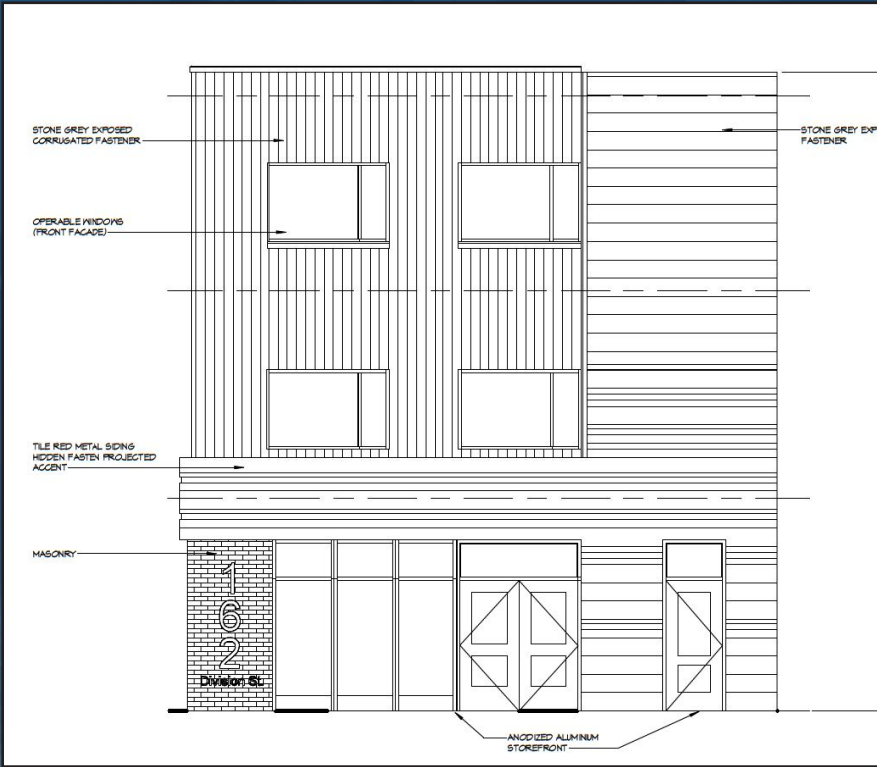 STONE GREY EXPOSED
CORRUGATED FASTENER
STONE GREY EXP
FASTENER
OPERABLE WINDOWS
(FRONT FACADE)
TILE RED METAL SIDING
HIDDEN FASTEN PROJECTED
ACCENT
MASONRY
1
6
2
Division St.
ANODIZED ALUMINUM
STOREFRONT